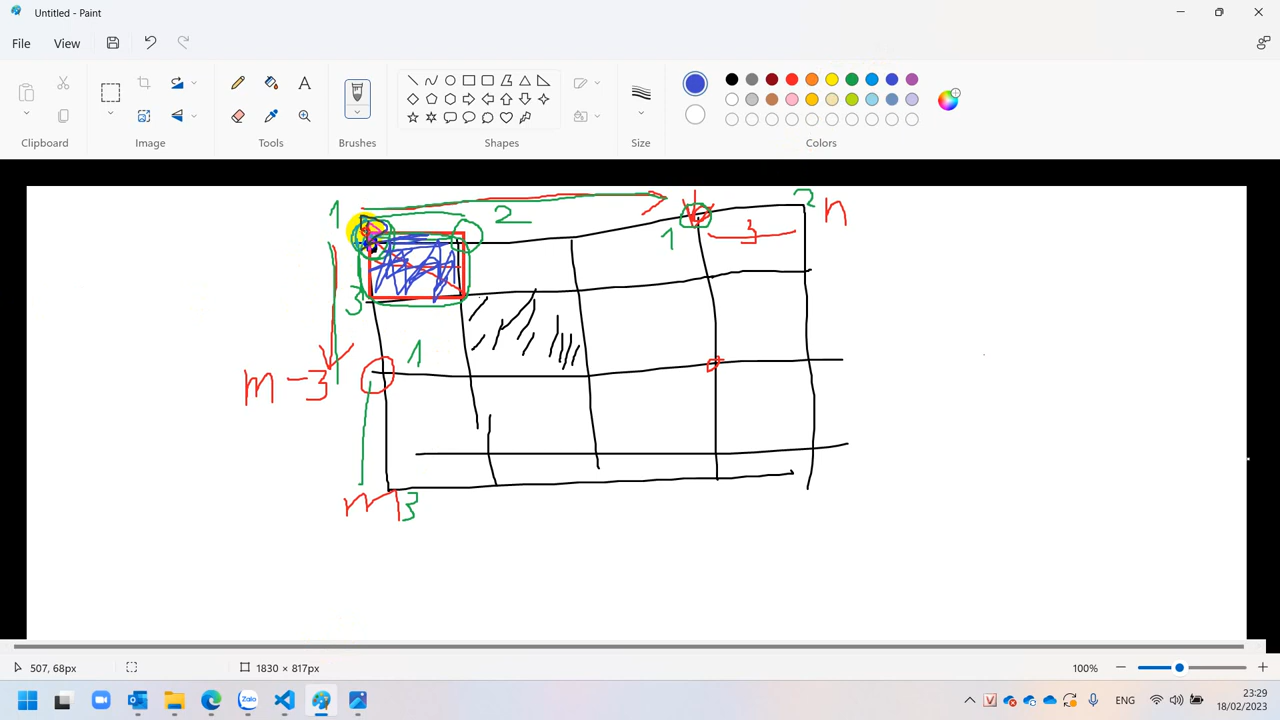 Untitled - Paint
File View
Clipboard Image Tools Brushes Shapes Size Colors
1 2 2 n
1 3
3
1
m-3
m 3
507, 68px 1830 × 817px 100%
ENG 23:29
18/02/2023